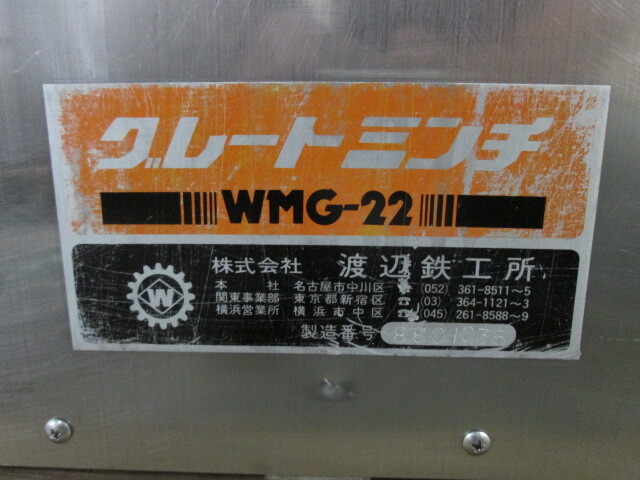 グレートミンチ
WMG-22
株式会社 渡辺鉄工所
本社 名古屋市中川区 ☎(052) 361-8511〜5
関東事業部 東京都新宿区 ☎(03) 364-1121〜3
横浜営業所 横浜市中区 ☎(045) 261-8588〜9
W
製造番号